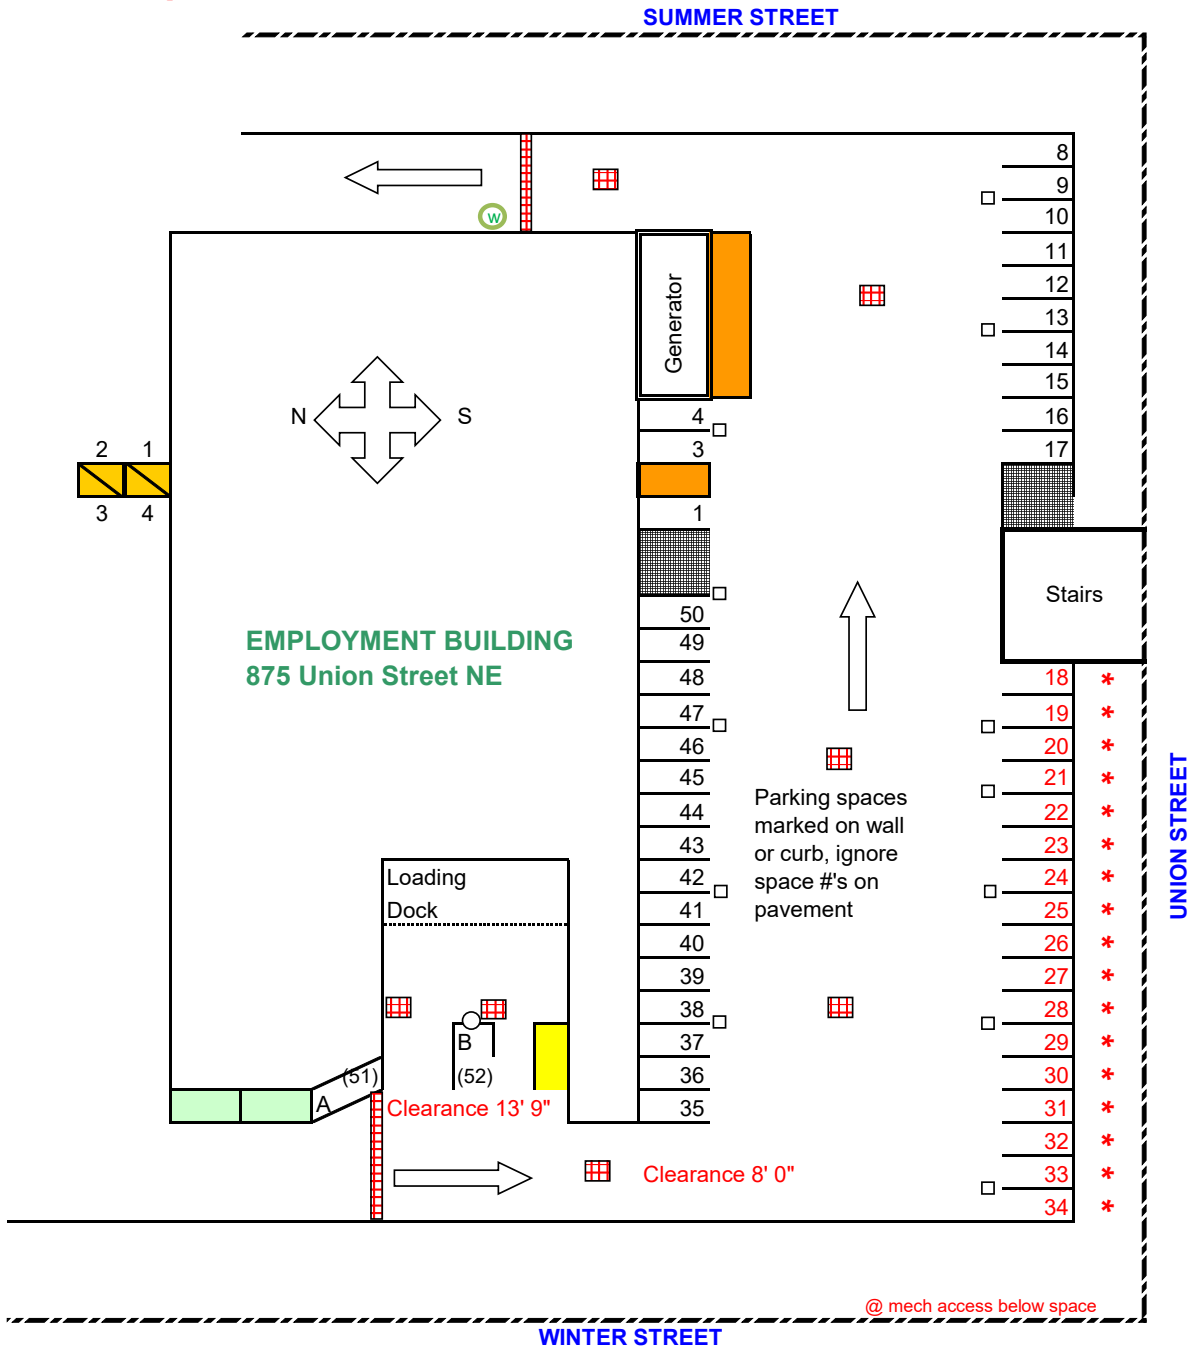 SUMMER STREET
8
9
W
10
11
12
Generator
13
14
15
4
16
N
S
2
1
3
17
3
4
1
Stairs
50
EMPLOYMENT BUILDING
49
875 Union Street NE
48
18 *
47
19 *
46
20 *
45
21 *
UNION STREET
Parking spaces
marked on wall
or curb, ignore
space #'s on
pavement
44
22 *
43
23 *
Loading
Dock
42
24 *
41
25 *
40
26 *
39
27 *
38
28 *
B
37
29 *
(51)
(52)
36
30 *
A
Clearance 13' 9"
35
31 *
32 *
Clearance 8' 0"
33 *
34 *
@ mech access below space
WINTER STREET